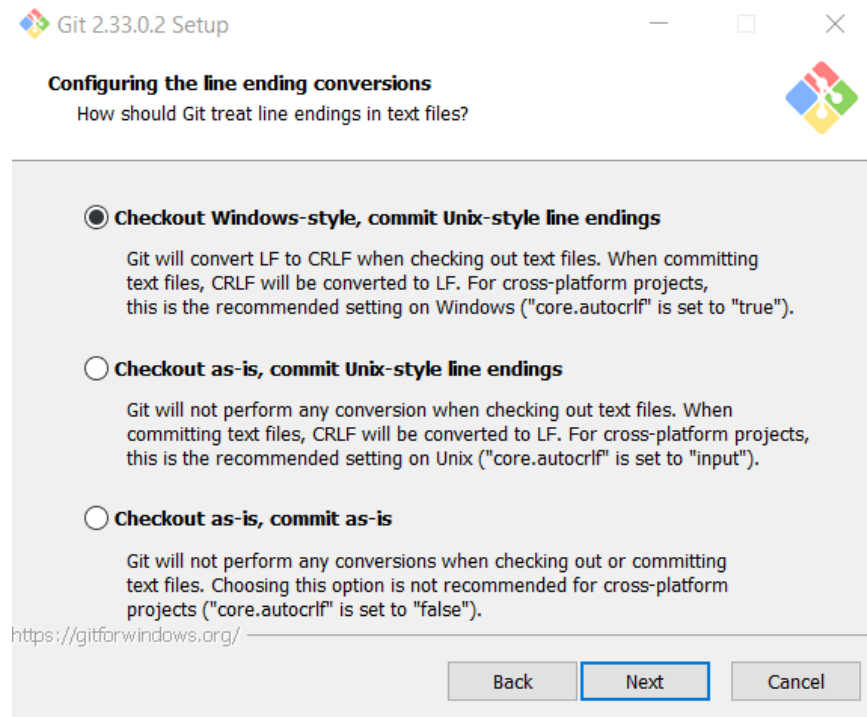 Git 2.33.0.2 Setup
Configuring the line ending conversions
How should Git treat line endings in text files?
Checkout Windows-style, commit Unix-style line endings
Git will convert LF to CRLF when checking out text files. When committing
text files, CRLF will be converted to LF. For cross-platform projects,
this is the recommended setting on Windows ("core.autocrlf" is set to "true").
Checkout as-is, commit Unix-style line endings
Git will not perform any conversion when checking out text files. When
committing text files, CRLF will be converted to LF. For cross-platform projects,
this is the recommended setting on Unix ("core.autocrlf" is set to "input").
Checkout as-is, commit as-is
Git will not perform any conversions when checking out or committing
text files. Choosing this option is not recommended for cross-platform
projects ("core.autocrlf" is set to "false").
https://gitforwindows.org/
Back Next Cancel